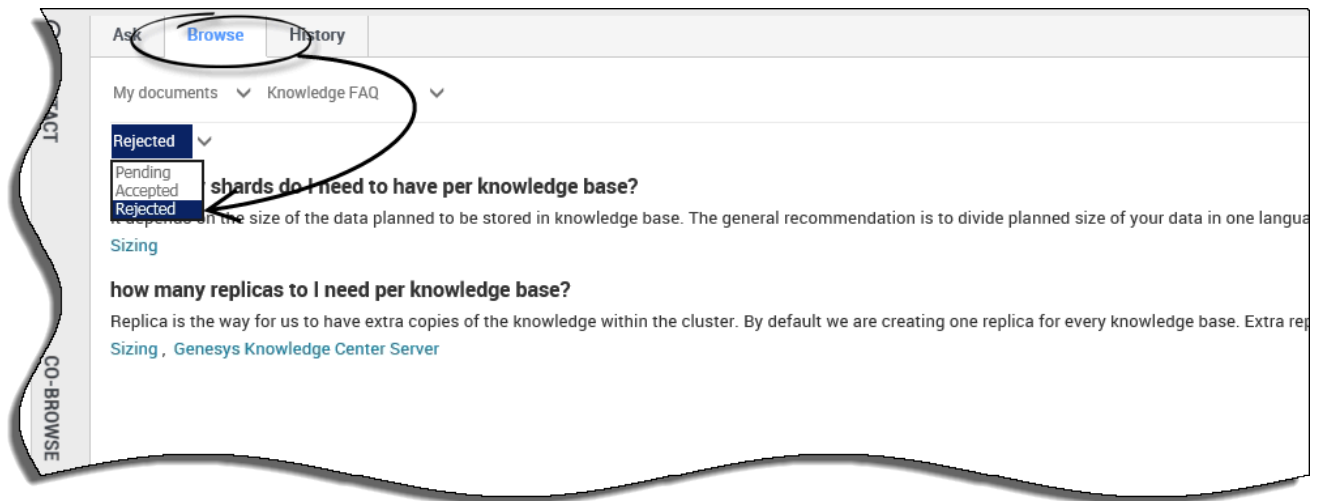 Ask Browse History
My documents Knowledge FAQ
Rejected
Pending
Accepted
Rejected
shards do I need to have per knowledge base?
depends on the size of the data planned to be stored in knowledge base. The general recommendation is to divide planned size of your data in one langua
Sizing
how many replicas to I need per knowledge base?
Replica is the way for us to have extra copies of the knowledge within the cluster. By default we are creating one replica for every knowledge base. Extra rep
Sizing , Genesys Knowledge Center Server
CO-BROWSE